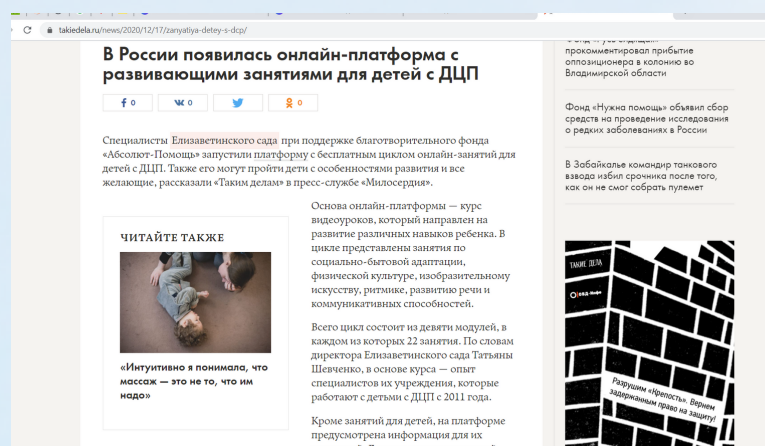 takiedela.ru/news/2020/12/17/zanyatiya-detey-s-dcp/
В России появилась онлайн-платформа с
развивающими занятиями для детей с ДЦП
0
0
0
Специалисты Елизаветинского сада при поддержке благотворительного фонда
«Абсолют-Помощь» запустили платформу с бесплатным циклом онлайн-занятий для
детей с ДЦП. Также его могут пройти дети с особенностями развития и все
желающие, рассказали «Таким делам» в пресс-службе «Милосердия».
ЧИТАЙТЕ ТАКЖЕ
«Интуитивно я понимала, что
массаж — это не то, что им
надо»
Основа онлайн-платформы — курс
видеоуроков, который направлен на
развитие различных навыков ребенка. В
цикле представлены занятия по
социально-бытовой адаптации,
физической культуре, изобразительному
искусству, ритмике, развитию речи и
коммуникативных способностей.
Всего цикл состоит из девяти модулей, в
каждом из которых 22 занятия. По словам
директора Елизаветинского сада Татьяны
Шевченко, в основе курса — опыт
специалистов их учреждения, которые
работают с детьми с ДЦП с 2011 года.
Кроме занятий для детей, на платформе
предусмотрена информация для их
прокомментировал прибытие
оппозиционера в колонию во
Владимирской области
Фонд «Нужна помощь» объявил сбор
средств на проведение исследования
о редких заболеваниях в России
В Забайкалье командир танкового
взвода избил срочника после того,
как он не смог собрать пулемет
ТАКИЕ ДЕЛА
ОВД-Инфо
Разрушим «Крепость». Вернем
задержанным право на защиту!